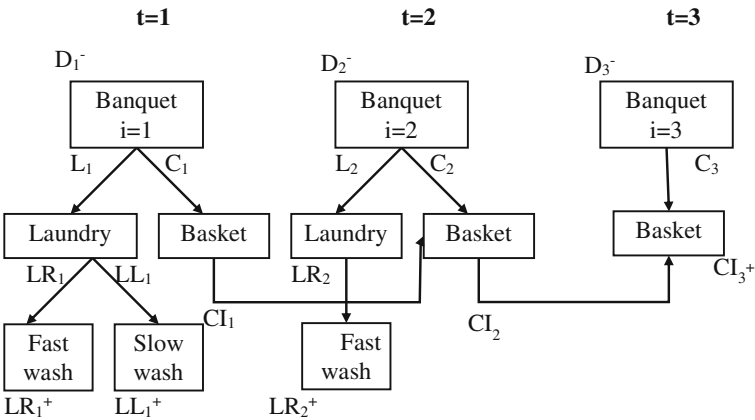 t=1 t=2 t=3
D₁⁻ D₂⁻ D₃⁻
Banquet Banquet Banquet
i=1 i=2 i=3
L₁ C₁ L₂ C₂ C₃
Laundry Basket Laundry Basket Basket
LR₁ LL₁ LR₂ CI₃⁺
CI₁ CI₂
Fast Slow Fast
wash wash wash
LR₁⁺ LL₁⁺ LR₂⁺